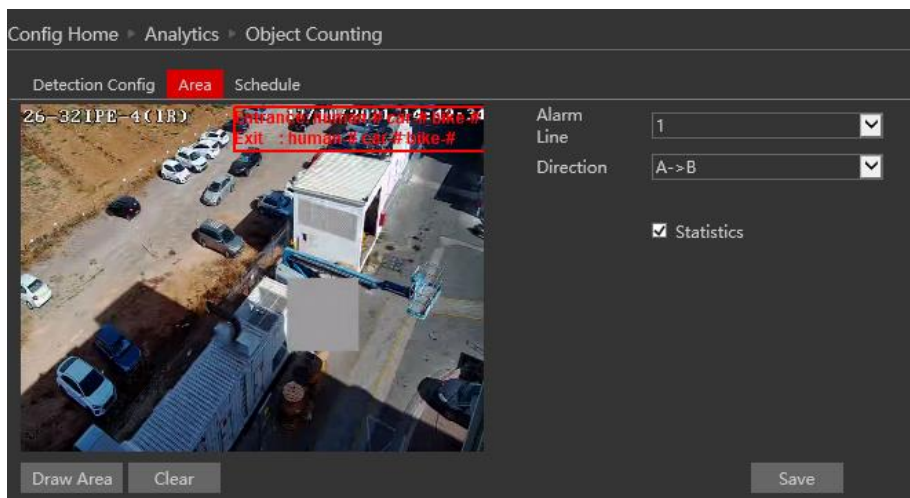 Config Home ▸ Analytics ▸ Object Counting
Detection Config Area Schedule
26-32IPE-4(IR)
Entrance: human-# car-# bike-#
Exit : human-# car-# bike-#
Alarm Line 1
Direction A->B
Statistics
Draw Area Clear Save